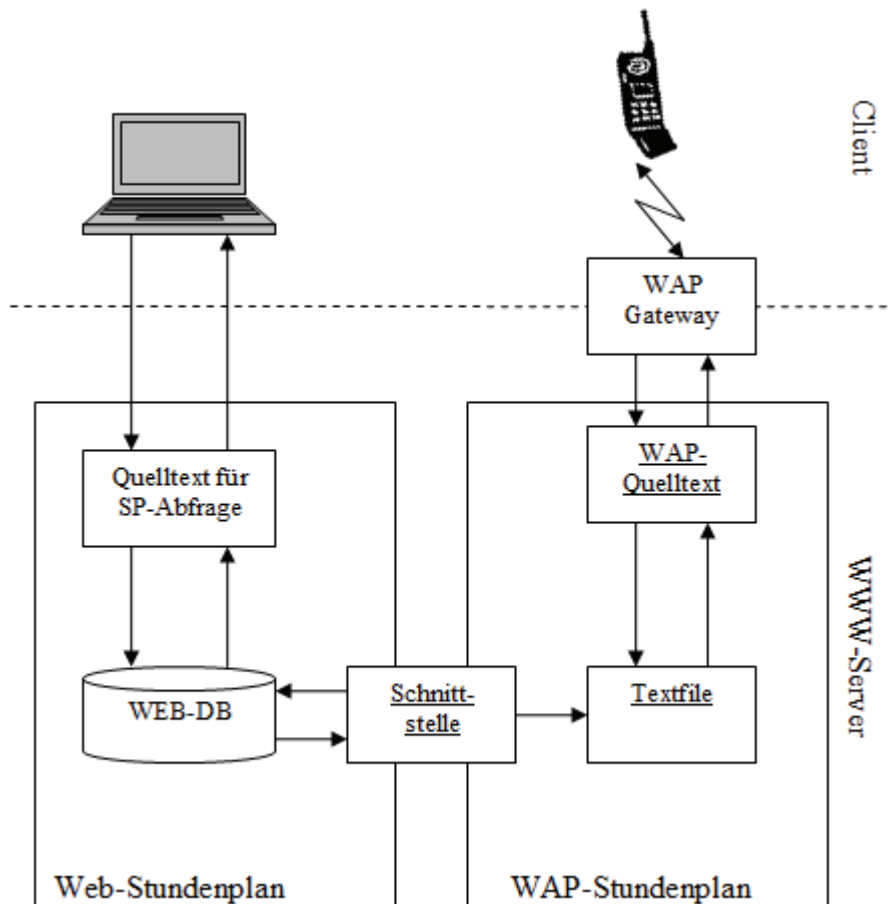 Client
WAP
Gateway
Quelltext für
SP-Abfrage
WAP-
Quelltext
WWW-Server
WEB-DB
Schnitt-
stelle
Textfile
Web-Stundenplan
WAP-Stundenplan